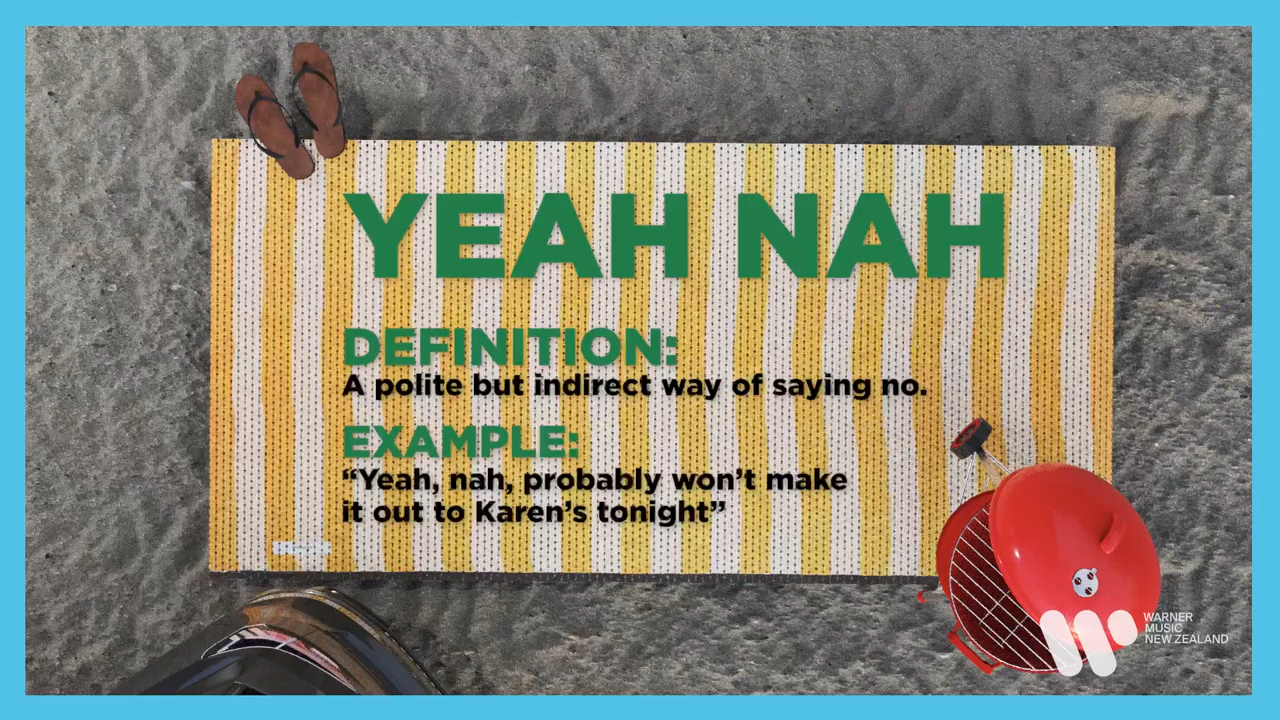 YEAH NAH
DEFINITION:
A polite but indirect way of saying no.
EXAMPLE:
“Yeah, nah, probably won’t make
it out to Karen’s tonight”
WARNER
MUSIC
NEW ZEALAND